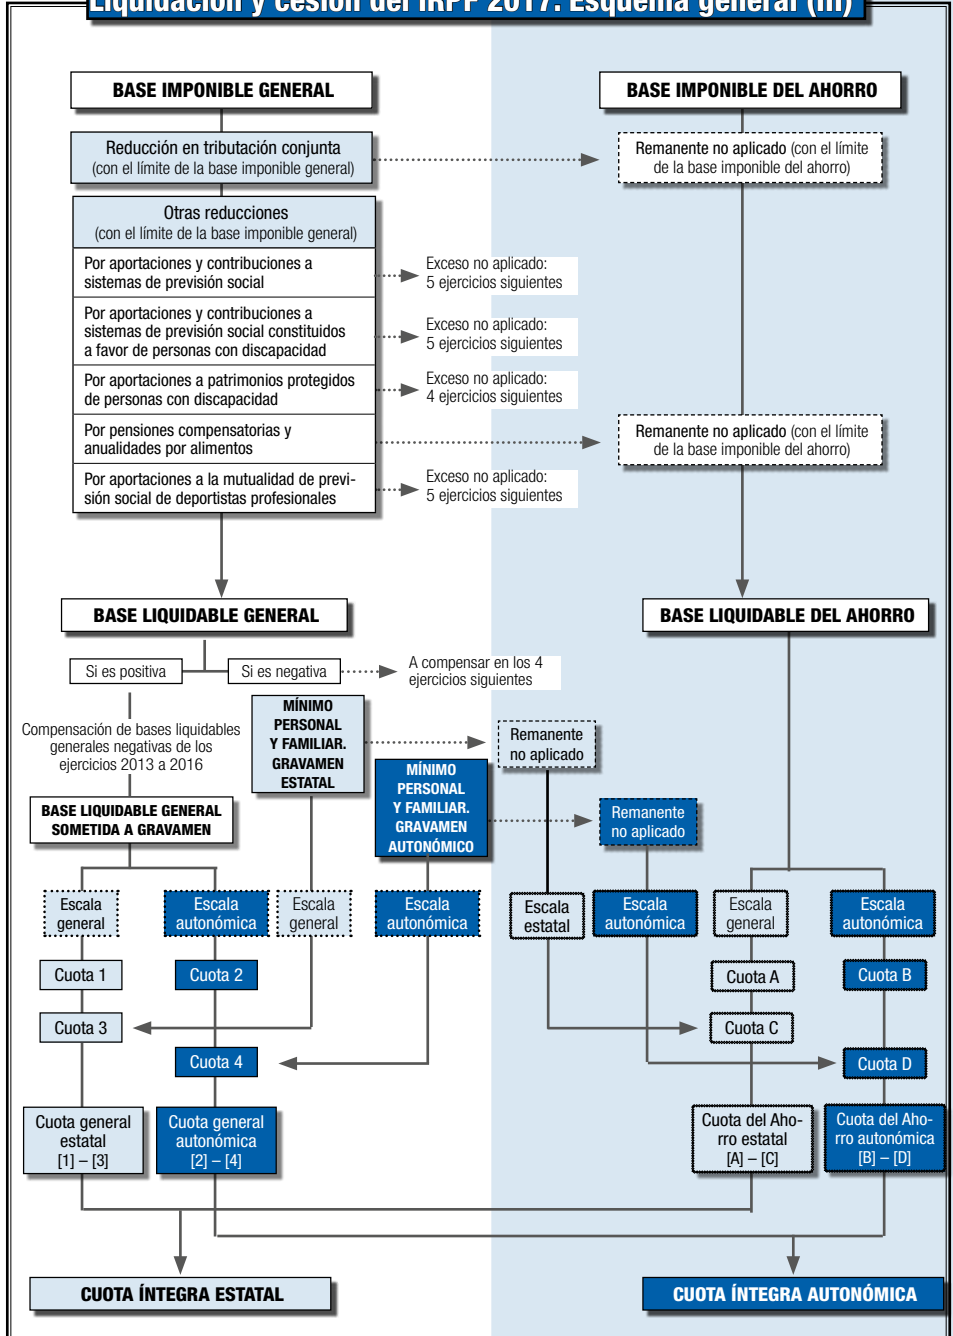 Liquidación y cesión del IRPF 2017. Esquema general (III)
BASE IMPONIBLE GENERAL
BASE IMPONIBLE DEL AHORRO
Reducción en tributación conjunta
(con el límite de la base imponible general)
Remanente no aplicado (con el límite
de la base imponible del ahorro)
Otras reducciones
(con el límite de la base imponible general)
Por aportaciones y contribuciones a
sistemas de previsión social
Exceso no aplicado:
5 ejercicios siguientes
Por aportaciones y contribuciones a
sistemas de previsión social constituidos
a favor de personas con discapacidad
Exceso no aplicado:
5 ejercicios siguientes
Por aportaciones a patrimonios protegidos
de personas con discapacidad
Exceso no aplicado:
4 ejercicios siguientes
Por pensiones compensatorias y
anualidades por alimentos
Remanente no aplicado (con el límite
de la base imponible del ahorro)
Por aportaciones a la mutualidad de previ-
sión social de deportistas profesionales
Exceso no aplicado:
5 ejercicios siguientes
BASE LIQUIDABLE GENERAL
BASE LIQUIDABLE DEL AHORRO
Si es positiva
Si es negativa
A compensar en los 4
ejercicios siguientes
Compensación de bases liquidables
generales negativas de los
ejercicios 2013 a 2016
MÍNIMO
PERSONAL
Y FAMILIAR.
GRAVAMEN
ESTATAL
Remanente
no aplicado
MÍNIMO
PERSONAL
Y FAMILIAR.
GRAVAMEN
AUTONÓMICO
Remanente
no aplicado
BASE LIQUIDABLE GENERAL
SOMETIDA A GRAVAMEN
Escala
general
Escala
autonómica
Escala
general
Escala
autonómica
Escala
estatal
Escala
autonómica
Escala
general
Escala
autonómica
Cuota 1
Cuota 2
Cuota A
Cuota B
Cuota 3
Cuota C
Cuota 4
Cuota D
Cuota general
estatal
[1] – [3]
Cuota general
autonómica
[2] – [4]
Cuota del Aho-
rro estatal
[A] – [C]
Cuota del Aho-
rro autonómica
[B] – [D]
CUOTA ÍNTEGRA ESTATAL
CUOTA ÍNTEGRA AUTONÓMICA